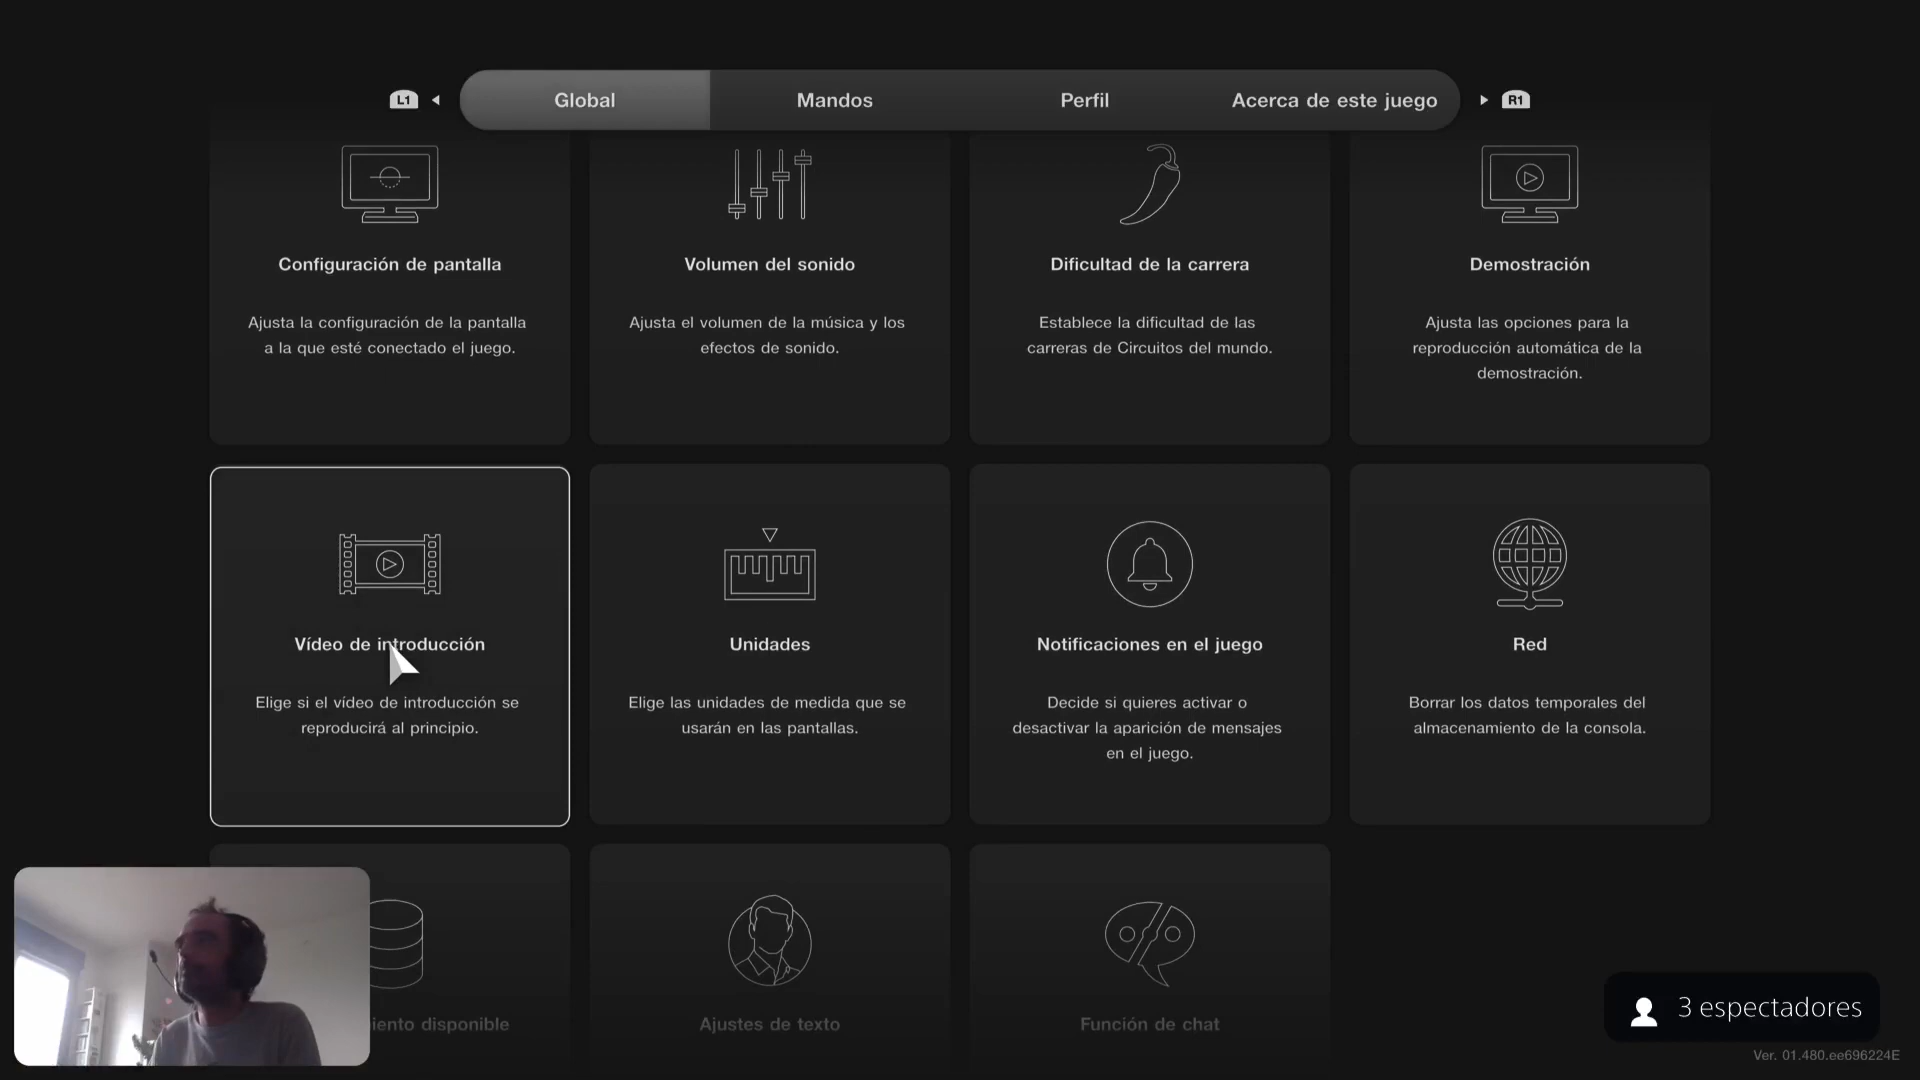 L1
Global
Mandos
Perfil
Acerca de este juego
R1
Configuración de pantalla
Ajusta la configuración de la pantalla
a la que esté conectado el juego.
Volumen del sonido
Ajusta el volumen de la música y los
efectos de sonido.
Dificultad de la carrera
Establece la dificultad de las
carreras de Circuitos del mundo.
Demostración
Ajusta las opciones para la
reproducción automática de la
demostración.
Vídeo de introducción
Elige si el vídeo de introducción se
reproducirá al principio.
Unidades
Elige las unidades de medida que se
usarán en las pantallas.
Notificaciones en el juego
Decide si quieres activar o
desactivar la aparición de mensajes
en el juego.
Red
Borrar los datos temporales del
almacenamiento de la consola.
disponible
Ajustes de texto
Función de chat
3 espectadores
Ver. 01.480.ee696224E